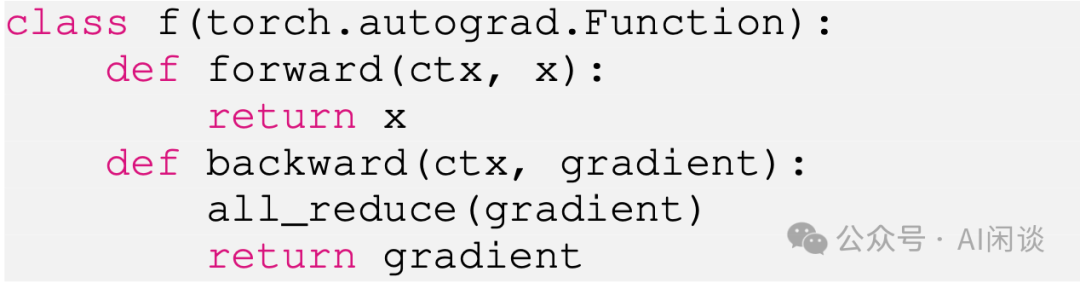 class f(torch.autograd.Function):
    def forward(ctx, x):
        return x
    def backward(ctx, gradient):
        all_reduce(gradient)
        return gradient
公众号 · AI闲谈